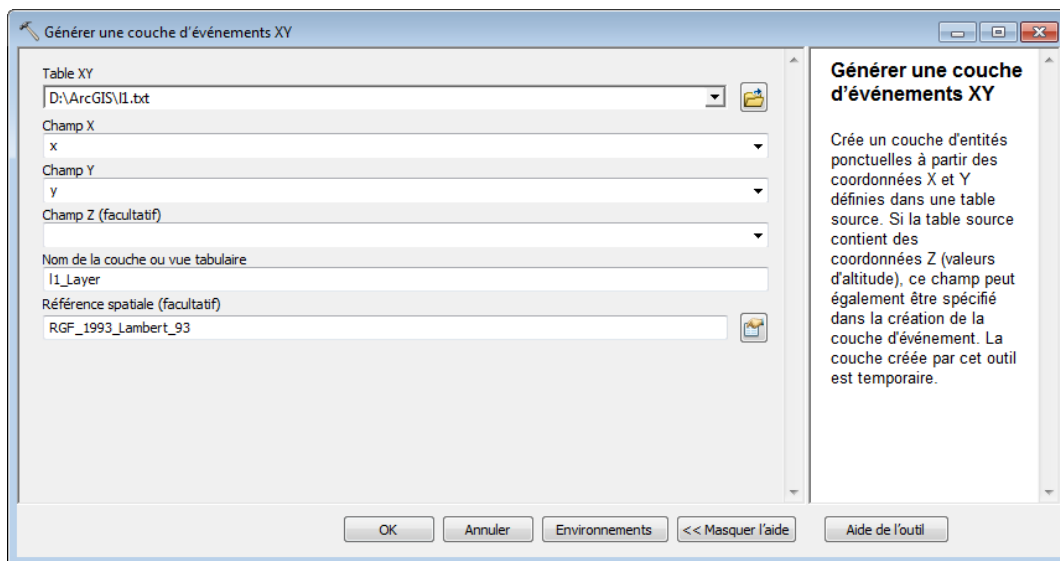 Générer une couche d'événements XY
Table XY
D:\ArcGIS\l1.txt
Champ X
x
Champ Y
y
Champ Z (facultatif)
Nom de la couche ou vue tabulaire
l1_Layer
Référence spatiale (facultatif)
RGF_1993_Lambert_93
OK
Annuler
Environnements
<< Masquer l'aide
Générer une couche
d'événements XY
Crée un couche d'entités
ponctuelles à partir des
coordonnées X et Y
définies dans une table
source. Si la table source
contient des
coordonnées Z (valeurs
d'altitude), ce champ peut
également être spécifié
dans la création de la
couche d'événement. La
couche créée par cet outil
est temporaire.
Aide de l'outil